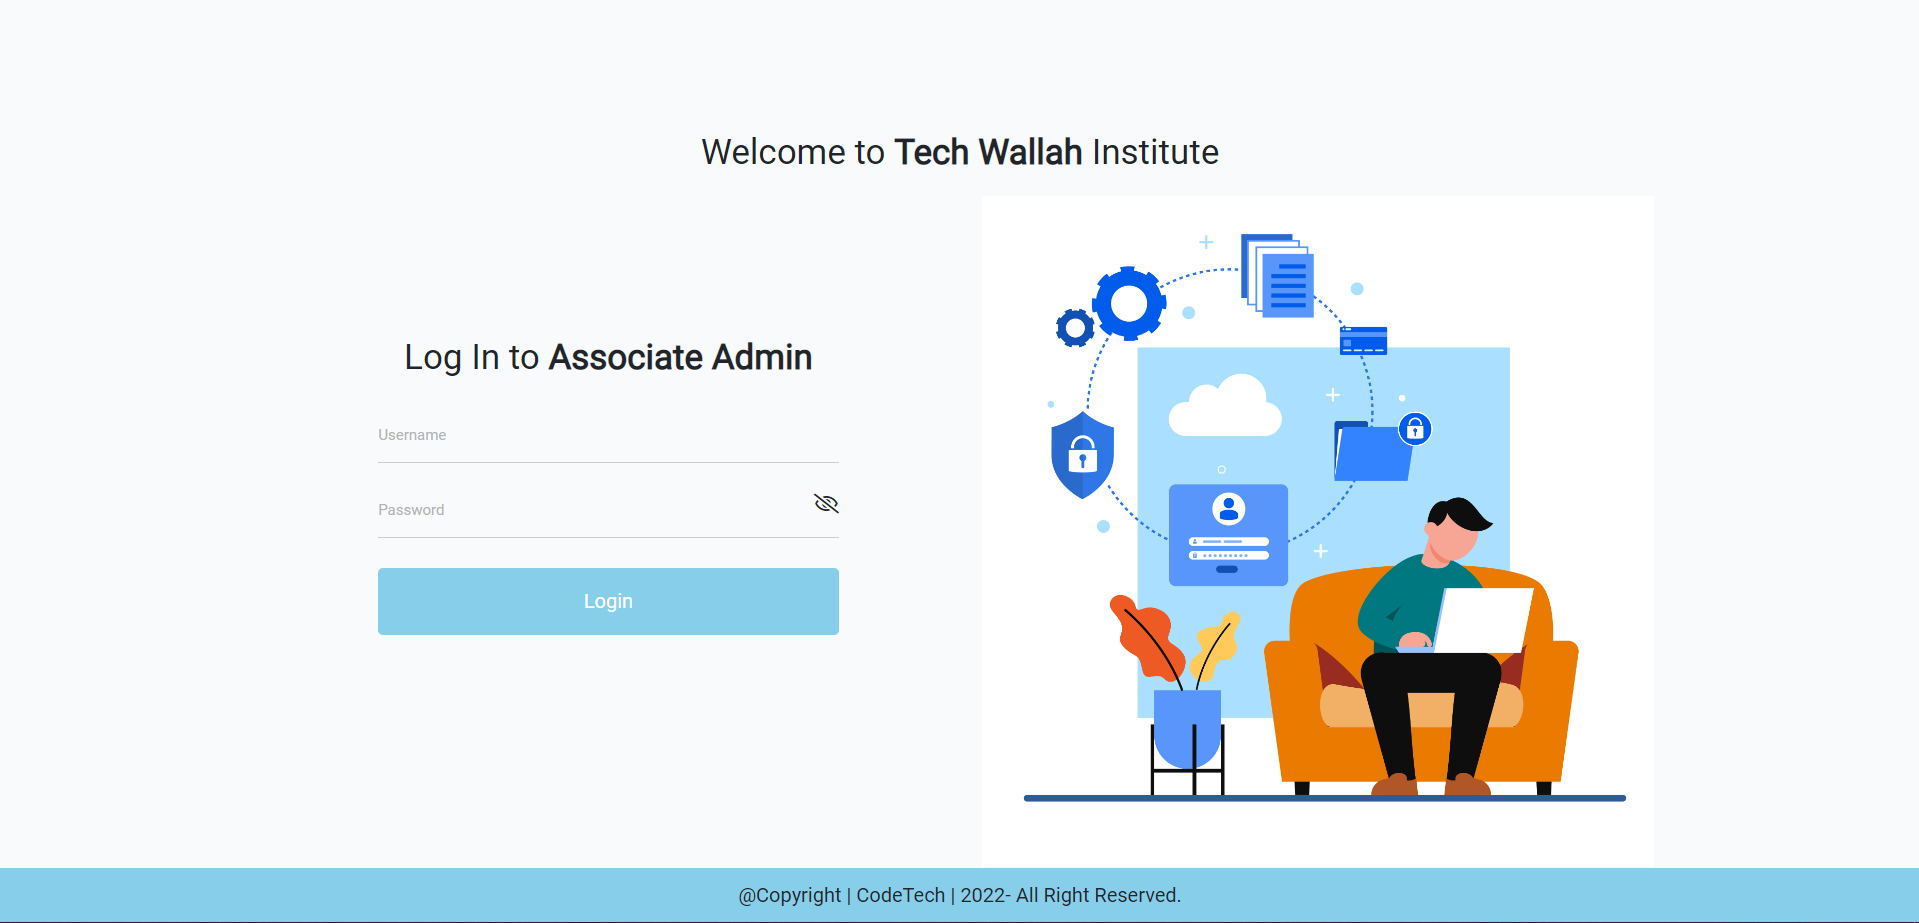 Welcome to Tech Wallah Institute
Log In to Associate Admin
Username
Password
Login
@Copyright | CodeTech | 2022- All Right Reserved.